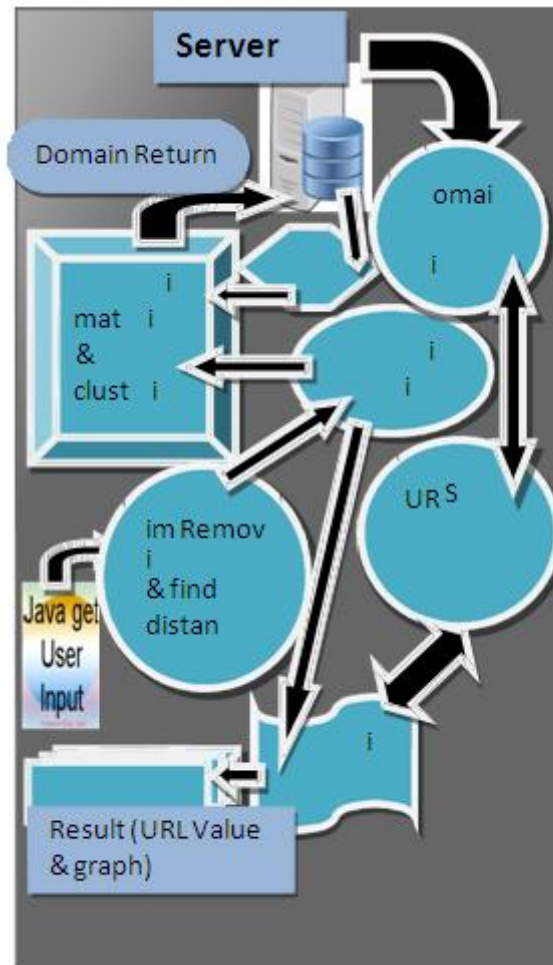 Server
Domain Return
omai
i
i
mat i
&
clust i
i
i
UR S
im Remov
i
& find
distan
Java get
User
Input
i
Result (URL Value
& graph)